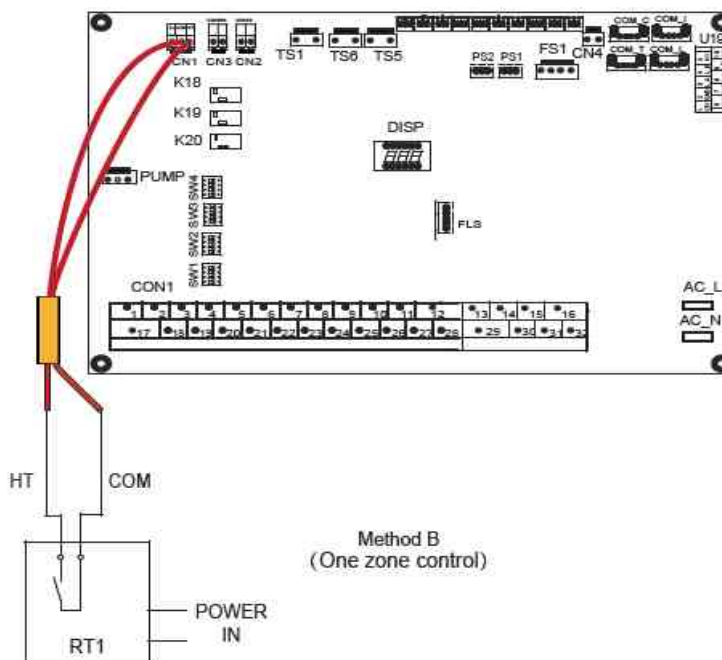 COM_C
COM_I
U19
CN1
CN3
CN2
TS1
TS6
TS5
PS2
PS1
FS1
CN4
COM_T
COM_L
K18
K19
K20
DISP
PUMP
SW4
SW3
SW2
SW1
FLS
CON1
AC_L
AC_N
1 2 3 4 5 6 7 8 9 10 11 12 13 14 15 16
17 18 19 20 21 22 23 24 25 26 27 28 29 30 31 32
HT
COM
Method B
(One zone control)
POWER
IN
RT1